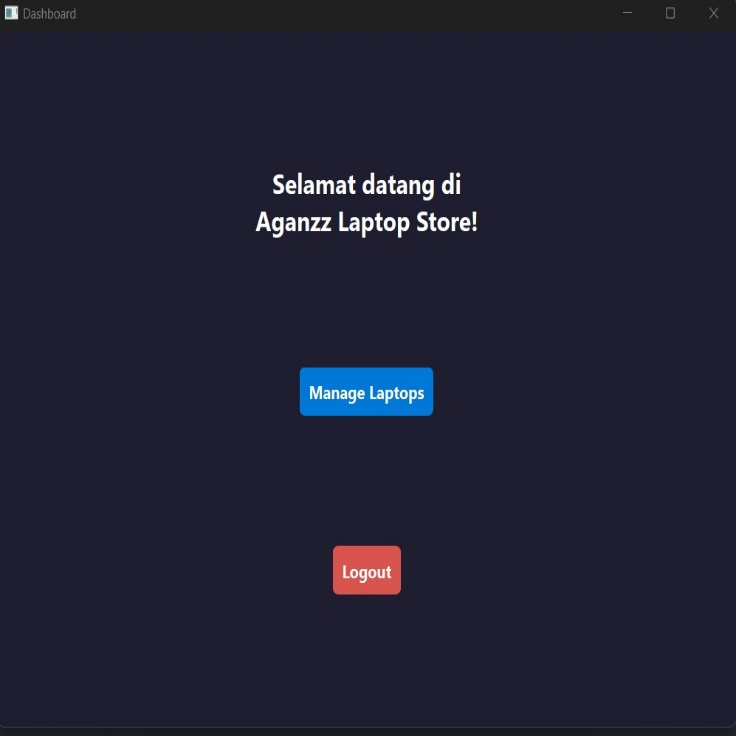 Dashboard
Selamat datang di
Aganzz Laptop Store!
Manage Laptops
Logout